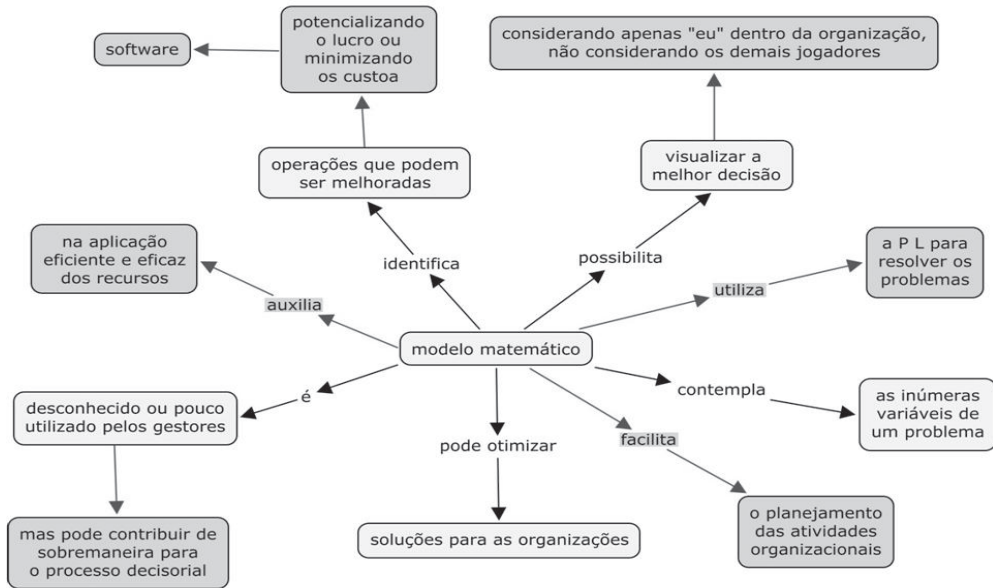 software
potencializando
o lucro ou
minimizando
os custoa
considerando apenas "eu" dentro da organização,
não considerando os demais jogadores
operações que podem
ser melhoradas
visualizar a
melhor decisão
na aplicação
eficiente e eficaz
dos recursos
identifica
possibilita
a P L para
resolver os
problemas
auxilia
utiliza
modelo matemático
desconhecido ou pouco
utilizado pelos gestores
é
contempla
as inúmeras
variáveis de
um problema
pode otimizar
facilita
mas pode contribuir de
sobremaneira para
o processo decisorial
soluções para as organizações
o planejamento
das atividades
organizacionais